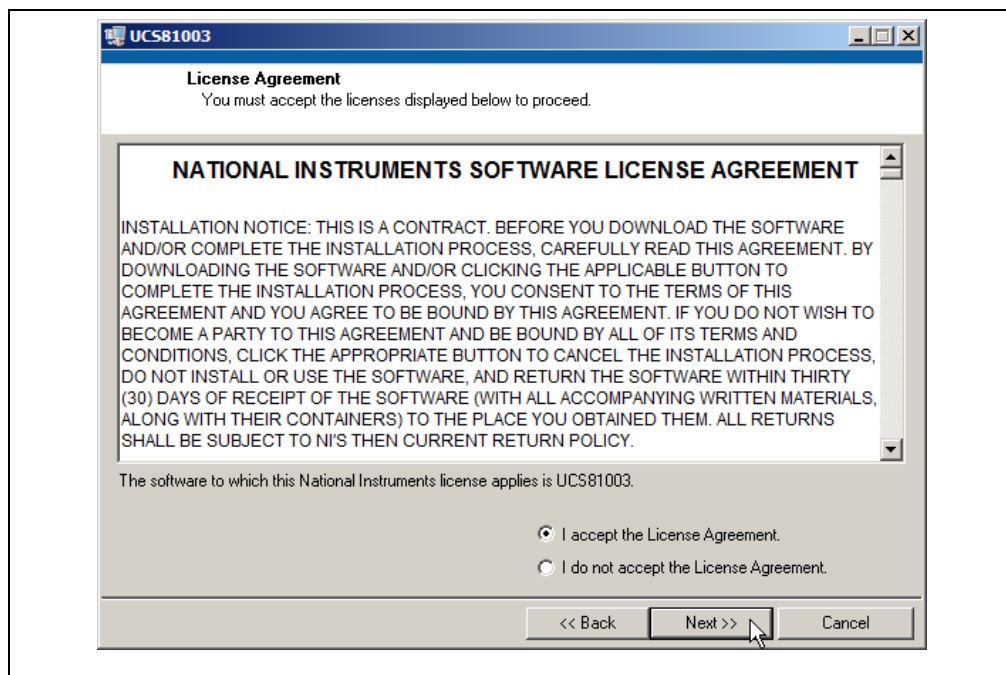 UCS81003
License Agreement
You must accept the licenses displayed below to proceed.
NATIONAL INSTRUMENTS SOFTWARE LICENSE AGREEMENT
INSTALLATION NOTICE: THIS IS A CONTRACT. BEFORE YOU DOWNLOAD THE SOFTWARE
AND/OR COMPLETE THE INSTALLATION PROCESS, CAREFULLY READ THIS AGREEMENT. BY
DOWNLOADING THE SOFTWARE AND/OR CLICKING THE APPLICABLE BUTTON TO
COMPLETE THE INSTALLATION PROCESS, YOU CONSENT TO THE TERMS OF THIS
AGREEMENT AND YOU AGREE TO BE BOUND BY THIS AGREEMENT. IF YOU DO NOT WISH TO
BECOME A PARTY TO THIS AGREEMENT AND BE BOUND BY ALL OF ITS TERMS AND
CONDITIONS, CLICK THE APPROPRIATE BUTTON TO CANCEL THE INSTALLATION PROCESS,
DO NOT INSTALL OR USE THE SOFTWARE, AND RETURN THE SOFTWARE WITHIN THIRTY
(30) DAYS OF RECEIPT OF THE SOFTWARE (WITH ALL ACCOMPANYING WRITTEN MATERIALS,
ALONG WITH THEIR CONTAINERS) TO THE PLACE YOU OBTAINED THEM. ALL RETURNS
SHALL BE SUBJECT TO NI'S THEN CURRENT RETURN POLICY.
The software to which this National Instruments license applies is UCS81003.
I accept the License Agreement.
I do not accept the License Agreement.
<< Back Next >> Cancel